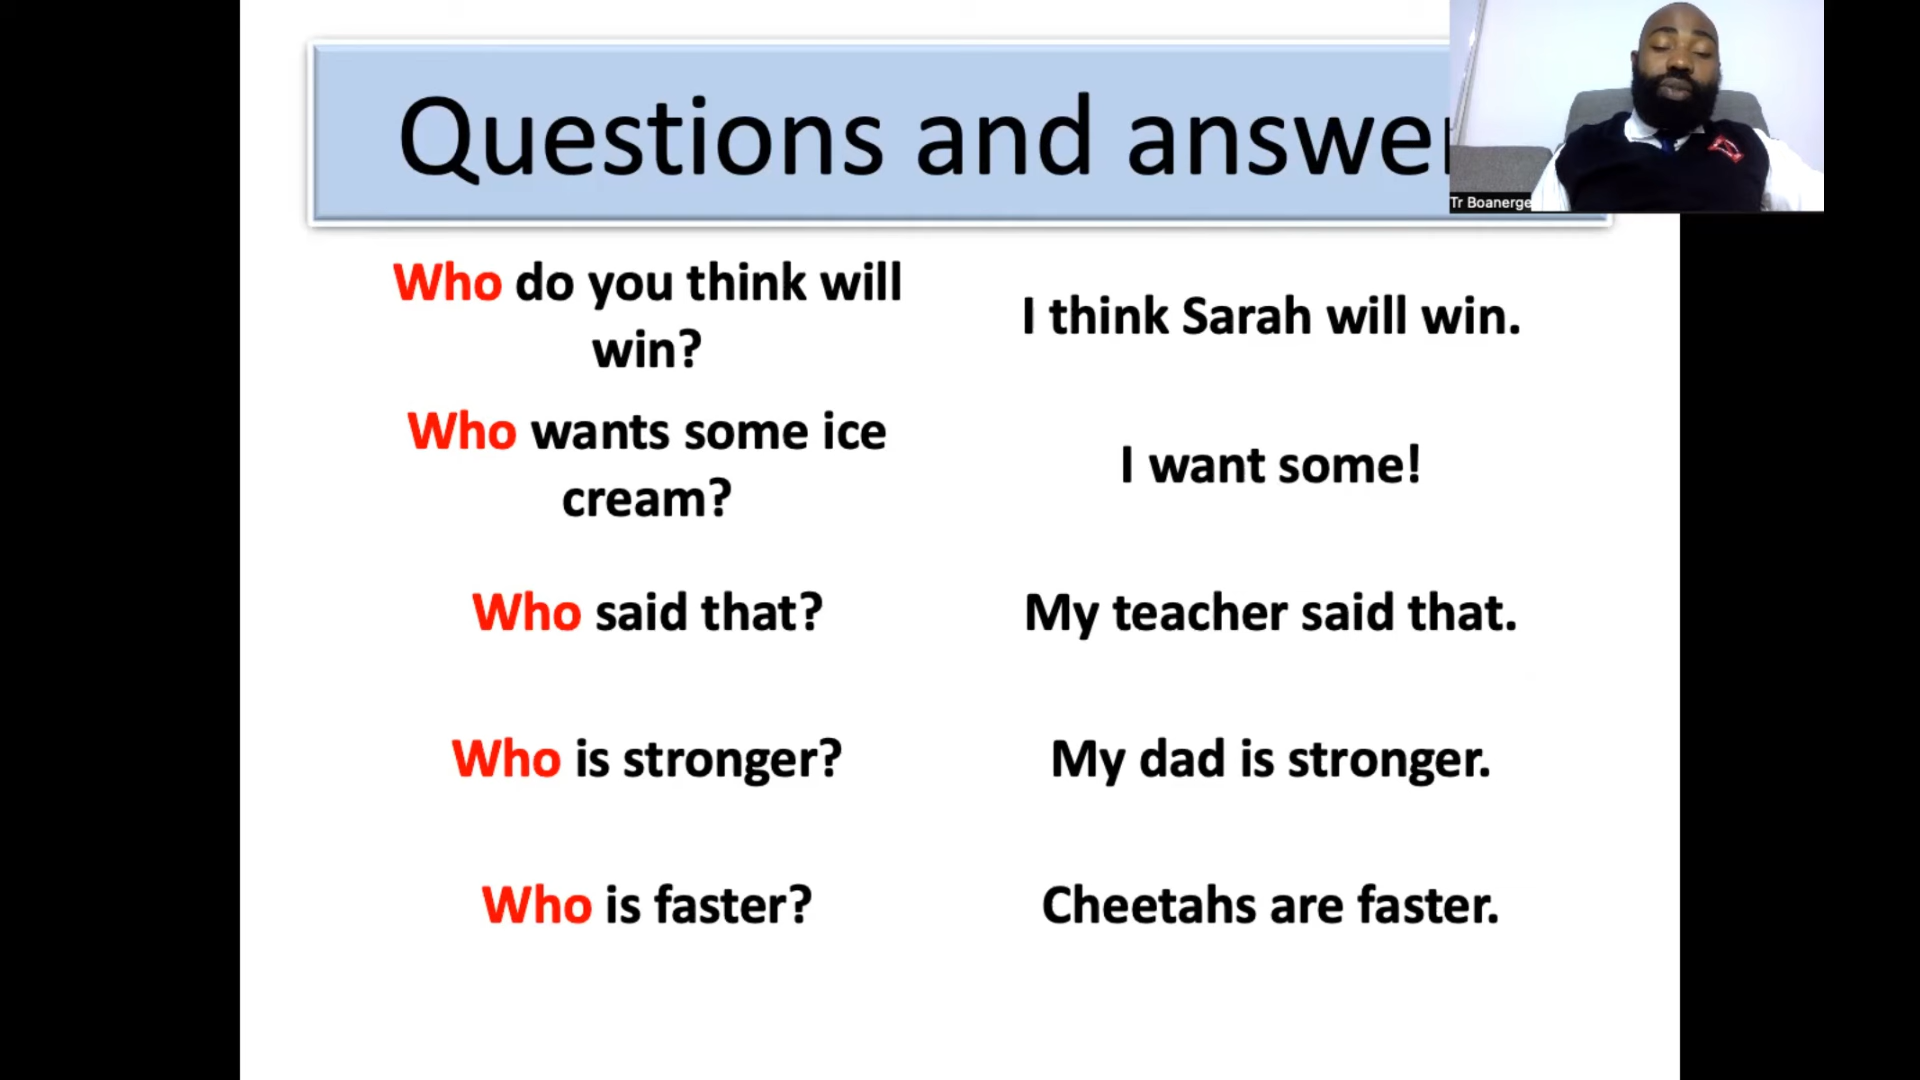 Questions and answer
Tr Boanerge
Who do you think will
win?
I think Sarah will win.
Who wants some ice
cream?
I want some!
Who said that?
My teacher said that.
Who is stronger?
My dad is stronger.
Who is faster?
Cheetahs are faster.